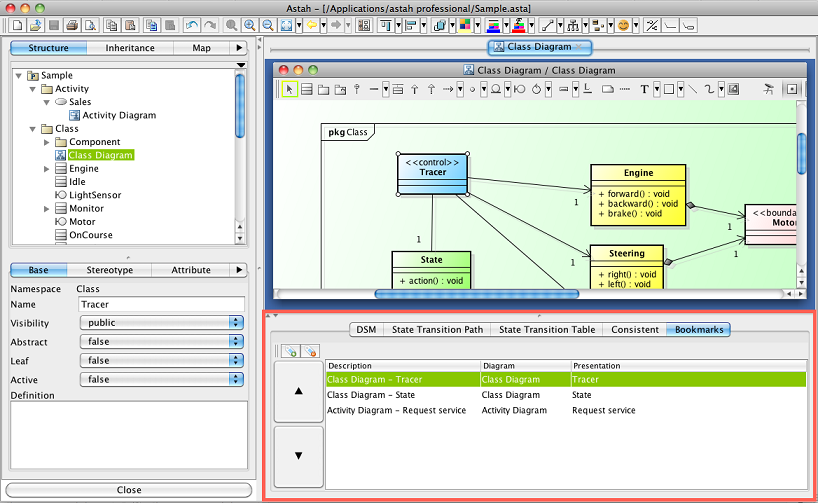 Astah - [/Applications/astah professional/Sample.asta]
Structure Inheritance Map
Sample
Activity
Sales
Activity Diagram
Class
Component
Class Diagram
Engine
Idle
LightSensor
Monitor
Motor
OnCourse
Base Stereotype Attribute
Namespace Class
Name Tracer
Visibility public
Abstract false
Leaf false
Active false
Definition
Close
Class Diagram
Class Diagram / Class Diagram
T
pkg Class
<<control>>
Tracer
Engine
+ forward() : void
+ backward() : void
+ brake() : void
1
<<bounda
Moto
1
1
State
+ action() : void
Steering
+ right() : void
+ left() : void
1
1
DSM State Transition Path State Transition Table Consistent Bookmarks
Description Diagram Presentation
Class Diagram - Tracer Class Diagram Tracer
Class Diagram - State Class Diagram State
Activity Diagram - Request service Activity Diagram Request service